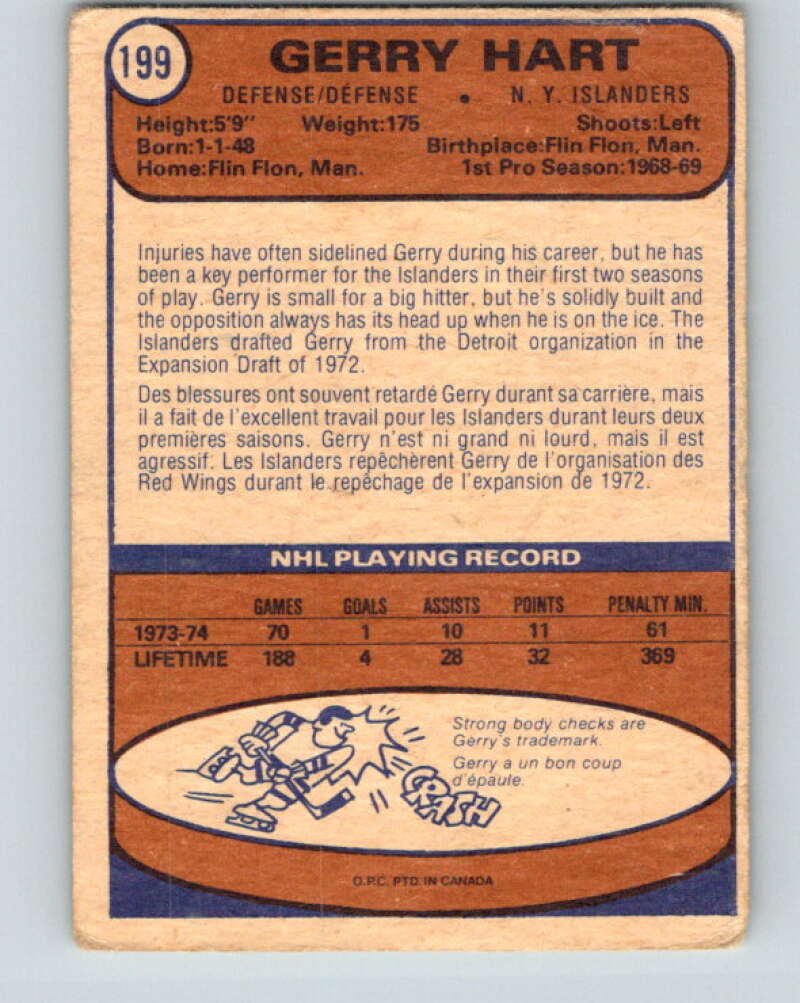 199
GERRY HART
DEFENSE/DÉFENSE • N. Y. ISLANDERS
Height:5'9" Weight:175 Shoots:Left
Born:1-1-48 Birthplace:Flin Flon, Man.
Home:Flin Flon, Man. 1st Pro Season:1968-69
Injuries have often sidelined Gerry during his career, but he has
been a key performer for the Islanders in their first two seasons
of play. Gerry is small for a big hitter, but he's solidly built and
the opposition always has its head up when he is on the ice. The
Islanders drafted Gerry from the Detroit organization in the
Expansion Draft of 1972.
Des blessures ont souvent retardé Gerry durant sa carrière, mais
il a fait de l'excellent travail pour les Islanders durant leurs deux
premières saisons. Gerry n'est ni grand ni lourd, mais il est
agressif. Les Islanders repêchèrent Gerry de l'organisation des
Red Wings durant le repêchage de l'expansion de 1972.
NHL PLAYING RECORD
GAMES GOALS ASSISTS POINTS PENALTY MIN.
1973-74 70 1 10 11 61
LIFETIME 188 4 28 32 369
Strong body checks are
Gerry's trademark.
Gerry a un bon coup
d'épaule.
CRASH
O.P.C. PTD. IN CANADA